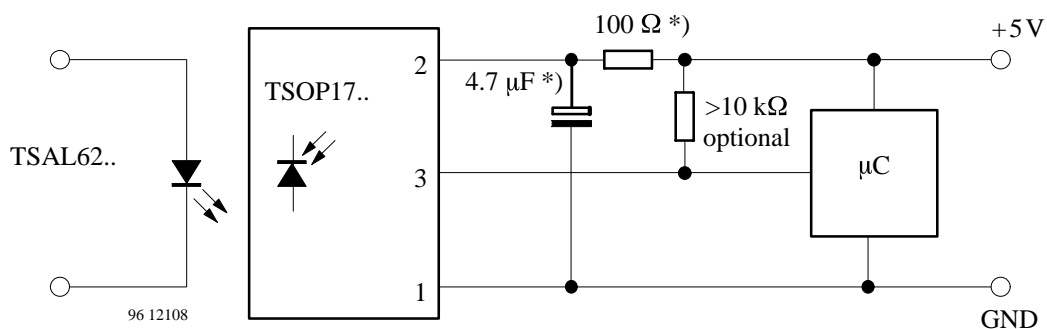 100 Ω *)
+5V
2
4.7 µF *)
TSOP17..
>10 kΩ
optional
TSAL62..
3
µC
1
96 12108
GND